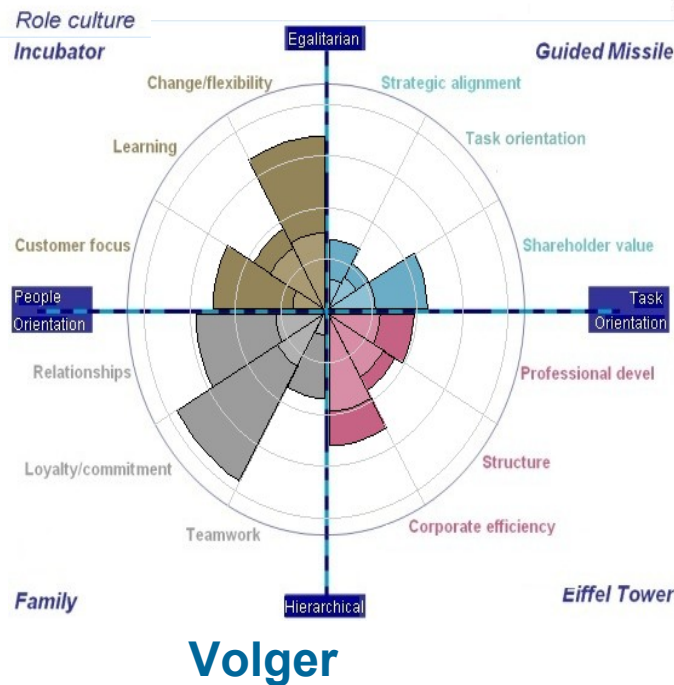 Role culture
Incubator
Egalitarian
Guided Missile
Change/flexibility
Strategic alignment
Learning
Task orientation
Customer focus
Shareholder value
People
Orientation
Task
Orientation
Relationships
Professional devel
Loyalty/commitment
Structure
Teamwork
Corporate efficiency
Family
Hierarchical
Eiffel Tower
Volger